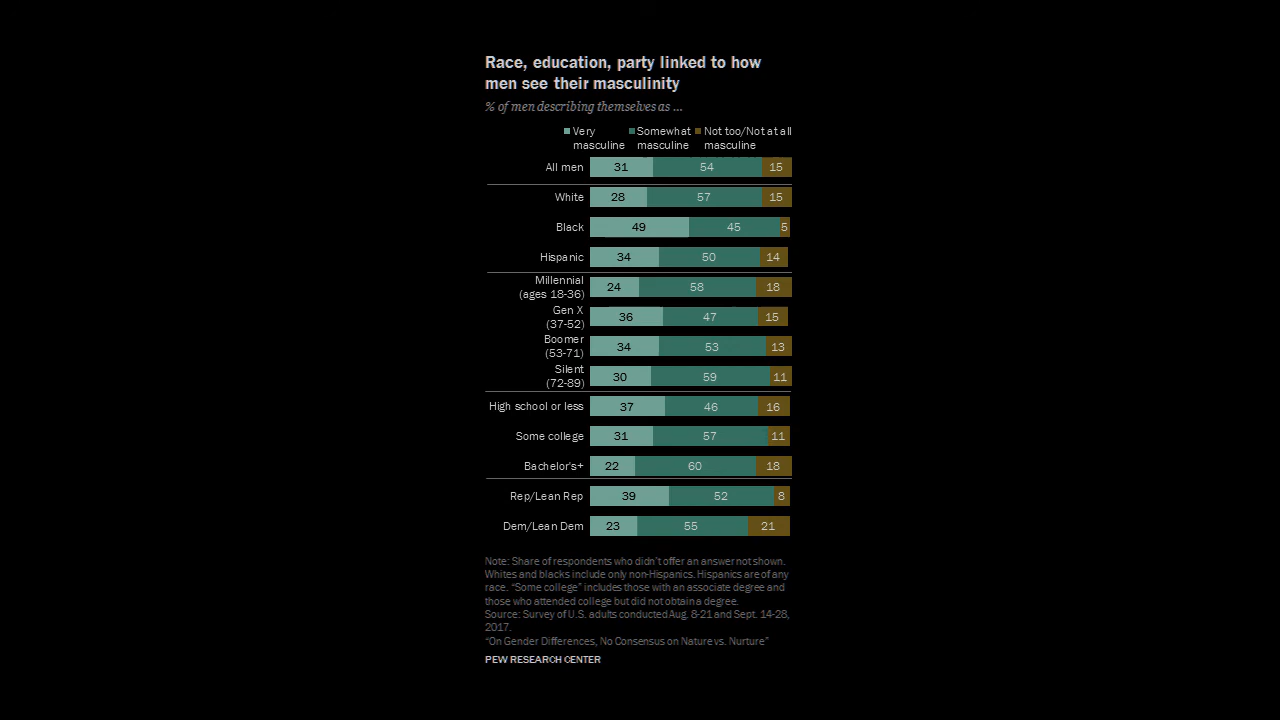 Race, education, party linked to how
men see their masculinity
% of men describing themselves as ...
Very masculine
Somewhat masculine
Not too/Not at all masculine
All men 31 54 15
White 28 57 15
Black 49 45 5
Hispanic 34 50 14
Millennial (ages 18-36) 24 58 18
Gen X (37-52) 36 47 15
Boomer (53-71) 34 53 13
Silent (72-89) 30 59 11
High school or less 37 46 16
Some college 31 57 11
Bachelor's+ 22 60 18
Rep/Lean Rep 39 52 8
Dem/Lean Dem 23 55 21
Note: Share of respondents who didn't offer an answer not shown.
Whites and blacks include only non-Hispanics. Hispanics are of any
race. “Some college” includes those with an associate degree and
those who attended college but did not obtain a degree.
Source: Survey of U.S. adults conducted Aug. 8-21 and Sept. 14-28,
2017.
“On Gender Differences, No Consensus on Nature vs. Nurture”
PEW RESEARCH CENTER